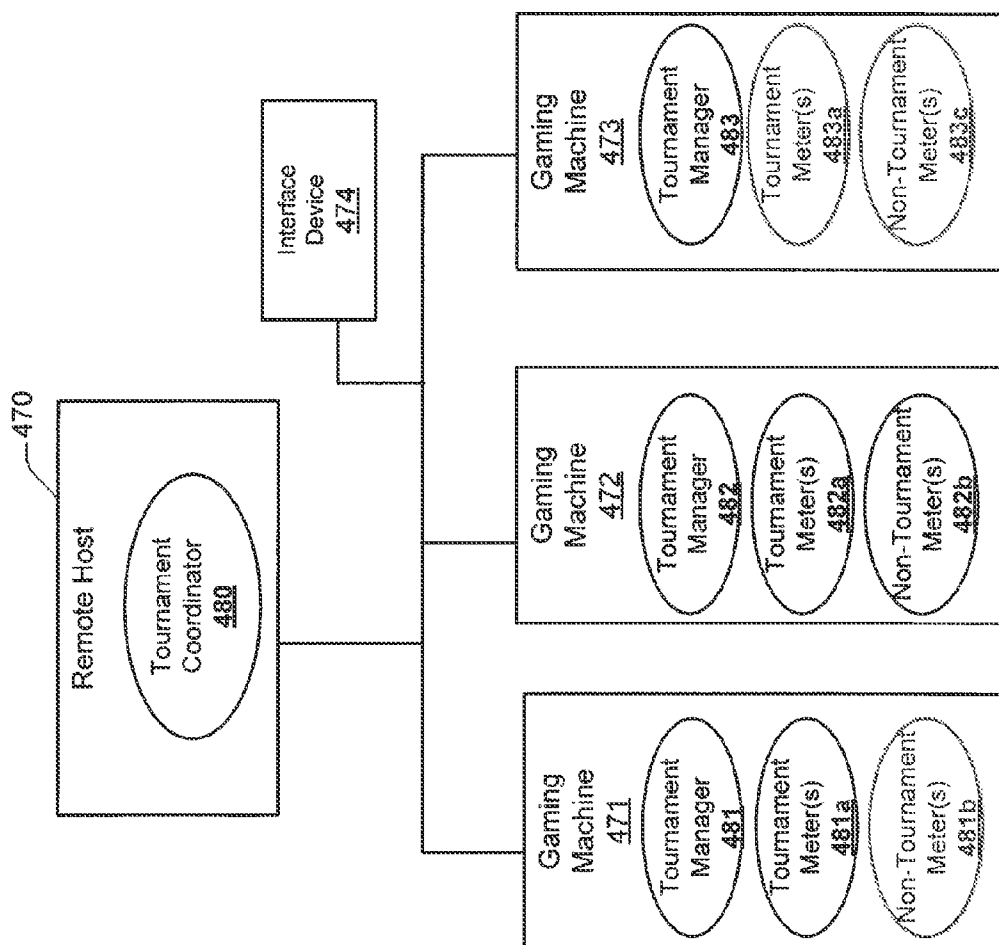 470
Remote Host
Tournament
Coordinator
480
Interface
Device
474
Gaming
Machine
471
Tournament
Manager
481
Tournament
Meter(s)
481a
Non-Tournament
Meter(s)
481b
Gaming
Machine
472
Tournament
Manager
482
Tournament
Meter(s)
482a
Non-Tournament
Meter(s)
482b
Gaming
Machine
473
Tournament
Manager
483
Tournament
Meter(s)
483a
Non-Tournament
Meter(s)
483c